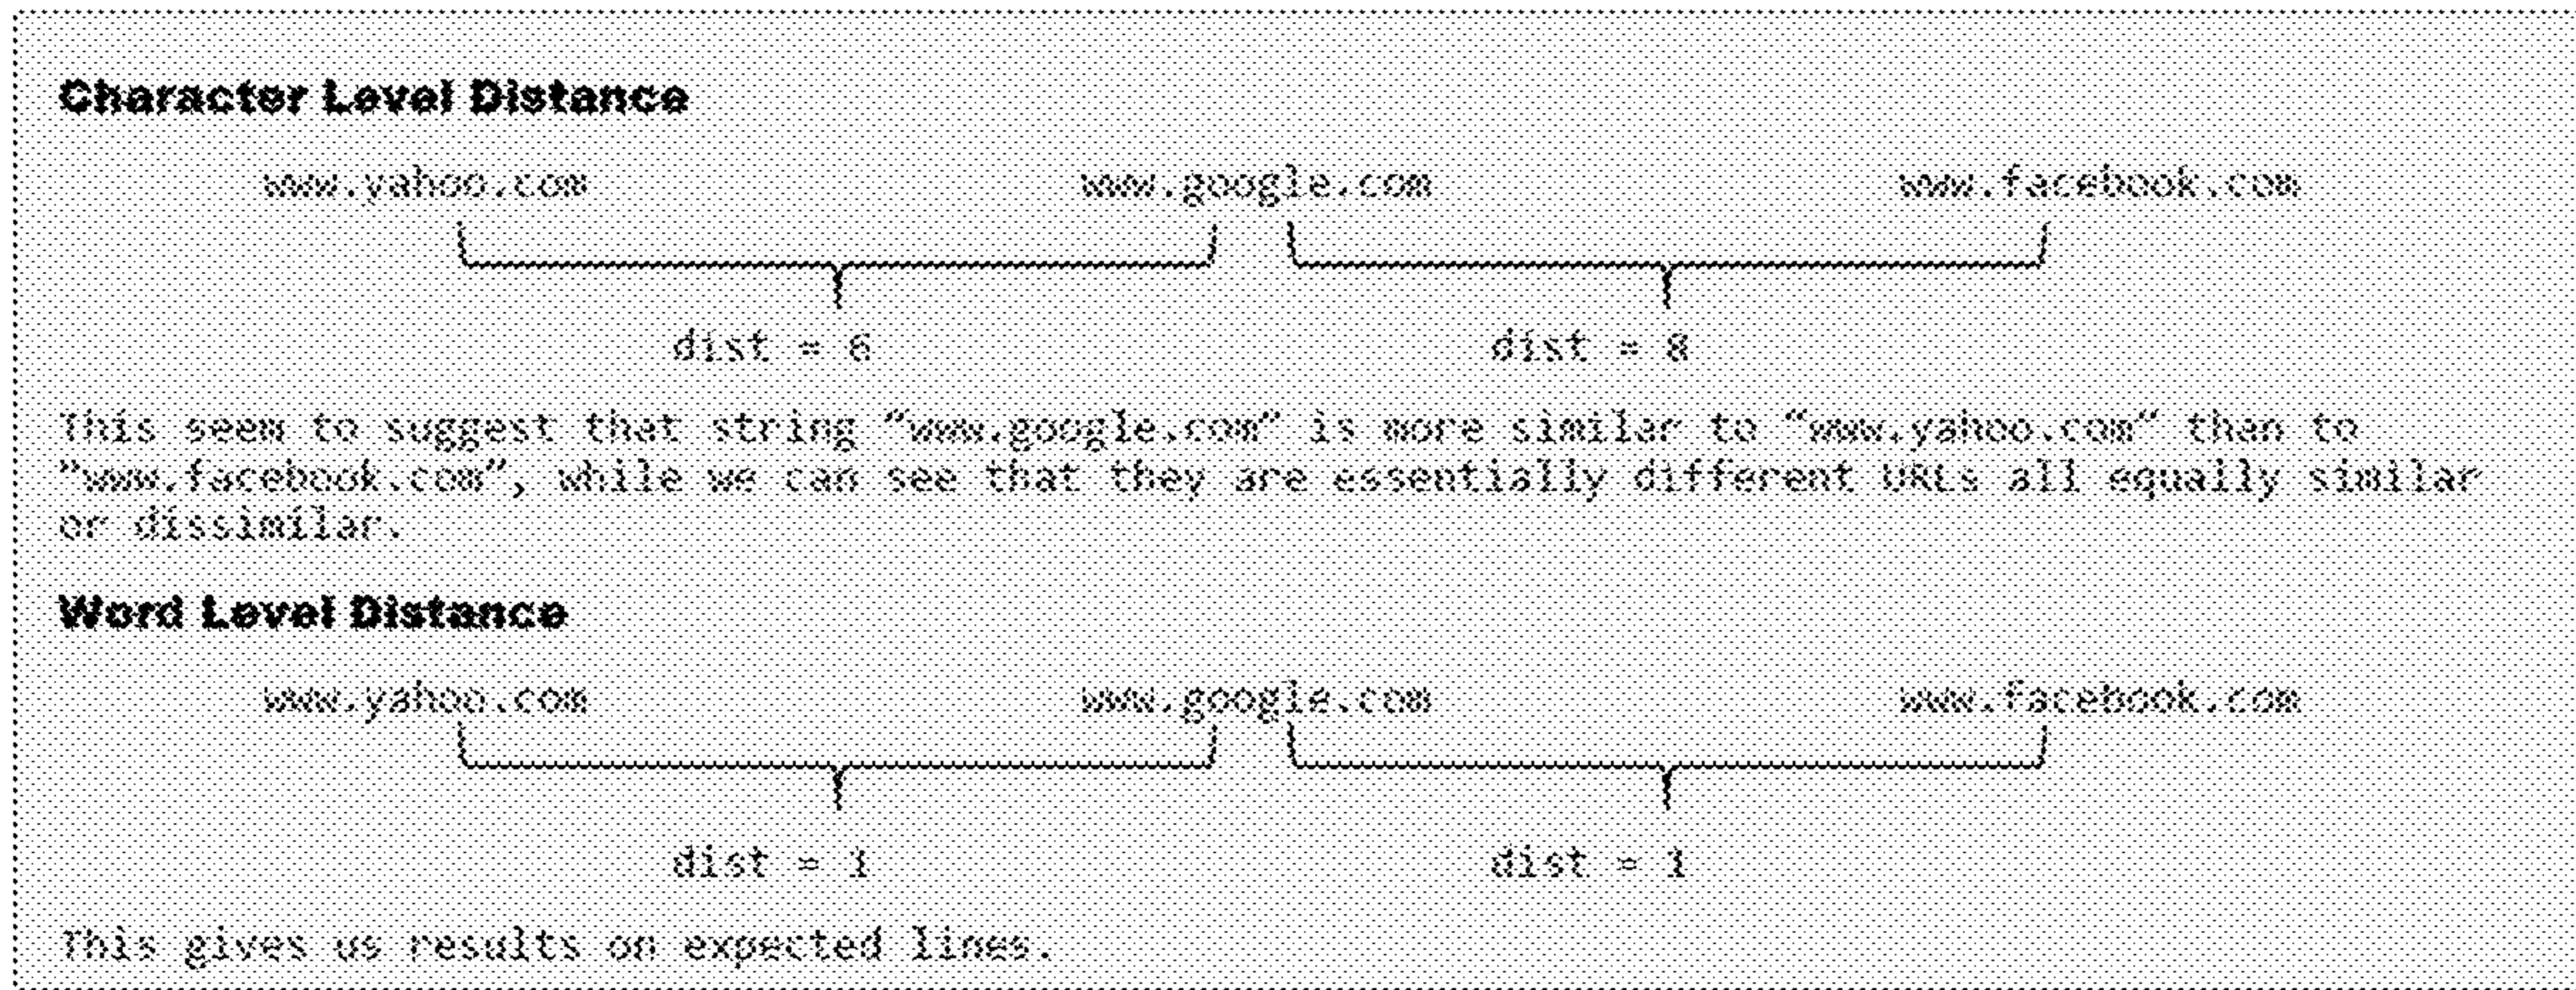 Character Level Distance
www.yahoo.com www.google.com www.facebook.com
dist = 6 dist = 8
This seem to suggest that string “www.google.com” is more similar to “www.yahoo.com“ than to
”www.facebook.com”, while we can see that they are essentially different URLs all equally similar
or dissimilar.
Word Level Distance
www.yahoo.com www.google.com www.facebook.com
dist = 1 dist = 1
This gives us results on expected lines.